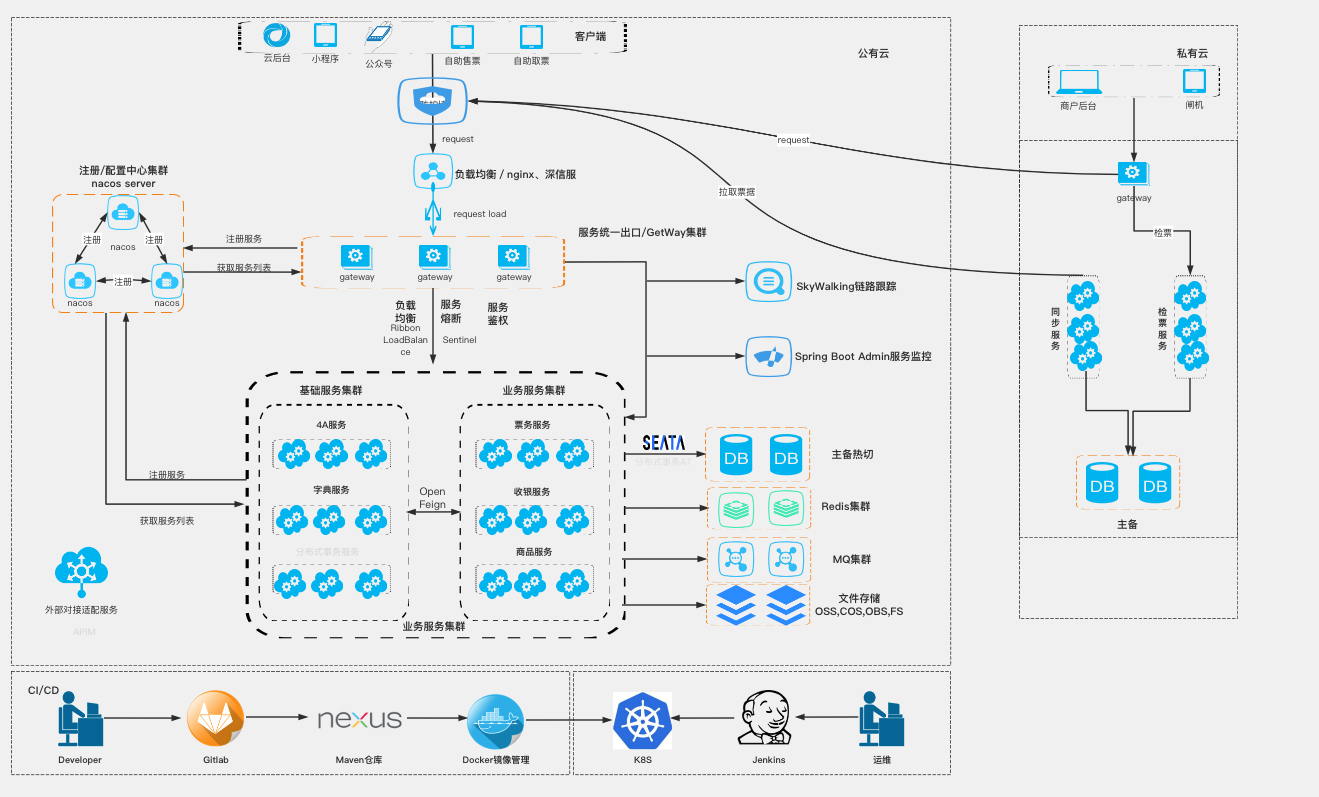 云后台
小程序
公众号
自助售票
自助取票
客户端
公有云
request
负载均衡 / nginx、深信服
request load
注册/配置中心集群
nacos server
注册
nacos
注册
nacos
注册
nacos
注册服务
获取服务列表
服务统一出口/GetWay集群
gateway
gateway
gateway
负载
均衡
Ribbon
LoadBalan
ce
服务
熔断
Sentinel
服务
鉴权
SkyWalking链路跟踪
Spring Boot Admin服务监控
基础服务集群
4A服务
字典服务
分布式事务服务
业务服务集群
票务服务
收银服务
商品服务
Open
Feign
业务服务集群
注册服务
获取服务列表
外部对接适配服务
APIM
SEATA
DB
DB
主备热切
Redis集群
MQ集群
文件存储
OSS,COS,OBS,FS
私有云
商户后台
闸机
request
拉取票据
gateway
检票
同步服务
检票服务
DB
DB
主备
CI/CD
Developer
Gitlab
nexus
Maven仓库
Docker镜像管理
K8S
Jenkins
运维